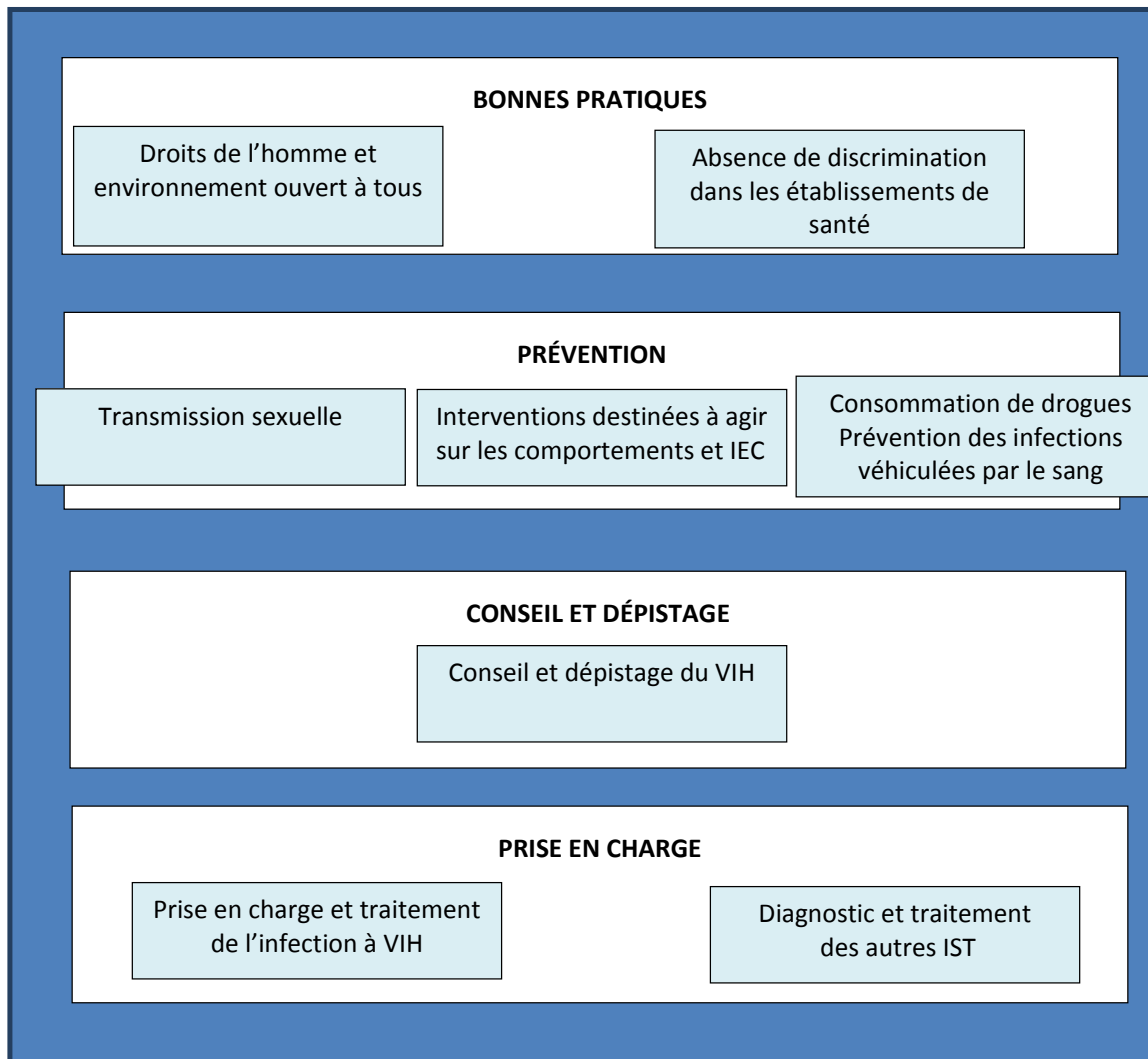 BONNES PRATIQUES
Droits de l’homme et
environnement ouvert à tous
Absence de discrimination
dans les établissements de
santé
PRÉVENTION
Transmission sexuelle
Interventions destinées à agir
sur les comportements et IEC
Consommation de drogues
Prévention des infections
véhiculées par le sang
CONSEIL ET DÉPISTAGE
Conseil et dépistage du VIH
PRISE EN CHARGE
Prise en charge et traitement
de l’infection à VIH
Diagnostic et traitement
des autres IST